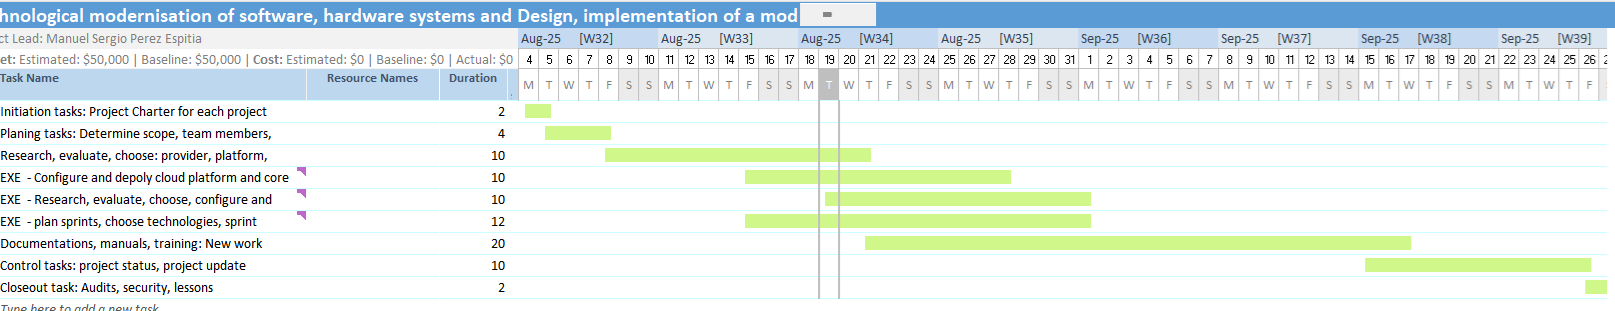 hnological modernisation of software, hardware systems and Design, implementation of a mod
ct Lead: Manuel Sergio Perez Espitia
Aug-25 [W32] Aug-25 [W33] Aug-25 [W34] Aug-25 [W35] Sep-25 [W36] Sep-25 [W37] Sep-25 [W38] Sep-25 [W39]
et: Estimated: $50,000 | Baseline: $50,000 | Cost: Estimated: $0 | Baseline: $0 | Actual: $0
4 5 6 7 8 9 10 11 12 13 14 15 16 17 18 19 20 21 22 23 24 25 26 27 28 29 30 31 1 2 3 4 5 6 7 8 9 10 11 12 13 14 15 16 17 18 19 20 21 22 23 24 25 26 2
Task Name Resource Names Duration
M T W T F S S M T W T F S S M T W T F S S M T W T F S S M T W T F S S M T W T F S S M T W T F S S M T W T F
Initiation tasks: Project Charter for each project 2
Planing tasks: Determine scope, team members, 4
Research, evaluate, choose: provider, platform, 10
EXE - Configure and depoly cloud platform and core 10
EXE - Research, evaluate, choose, configure and 10
EXE - plan sprints, choose technologies, sprint 12
Documentations, manuals, training: New work 20
Control tasks: project status, project update 10
Closeout task: Audits, security, lessons 2
Type here to add a new task